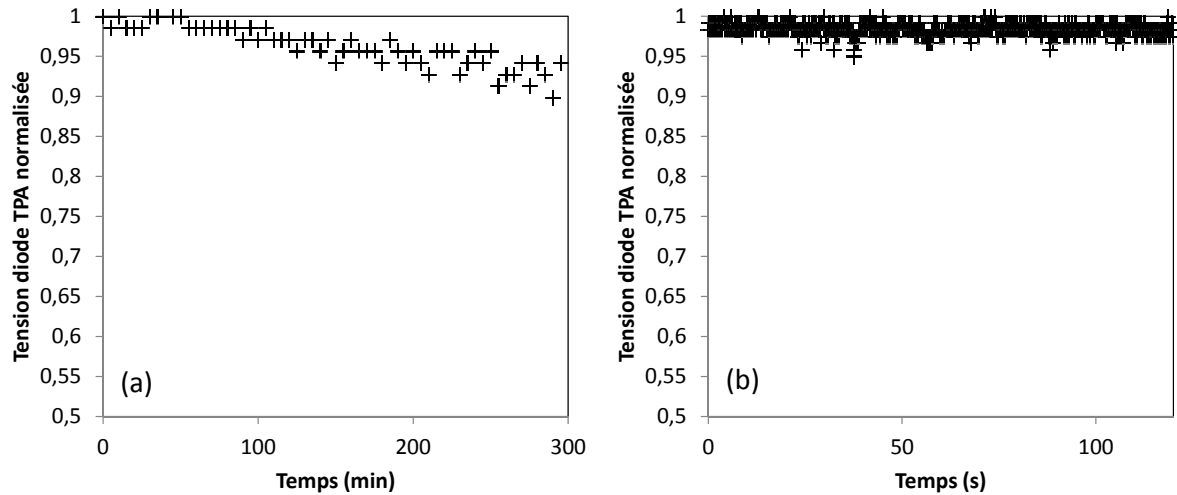 Tension diode TPA normalisée
1
0,95
0,9
0,85
0,8
0,75
0,7
0,65
0,6
0,55
0,5
(a)
0 100 200 300
Temps (min)
Tension diode TPA normalisée
1
0,95
0,9
0,85
0,8
0,75
0,7
0,65
0,6
0,55
0,5
(b)
0 50 100
Temps (s)